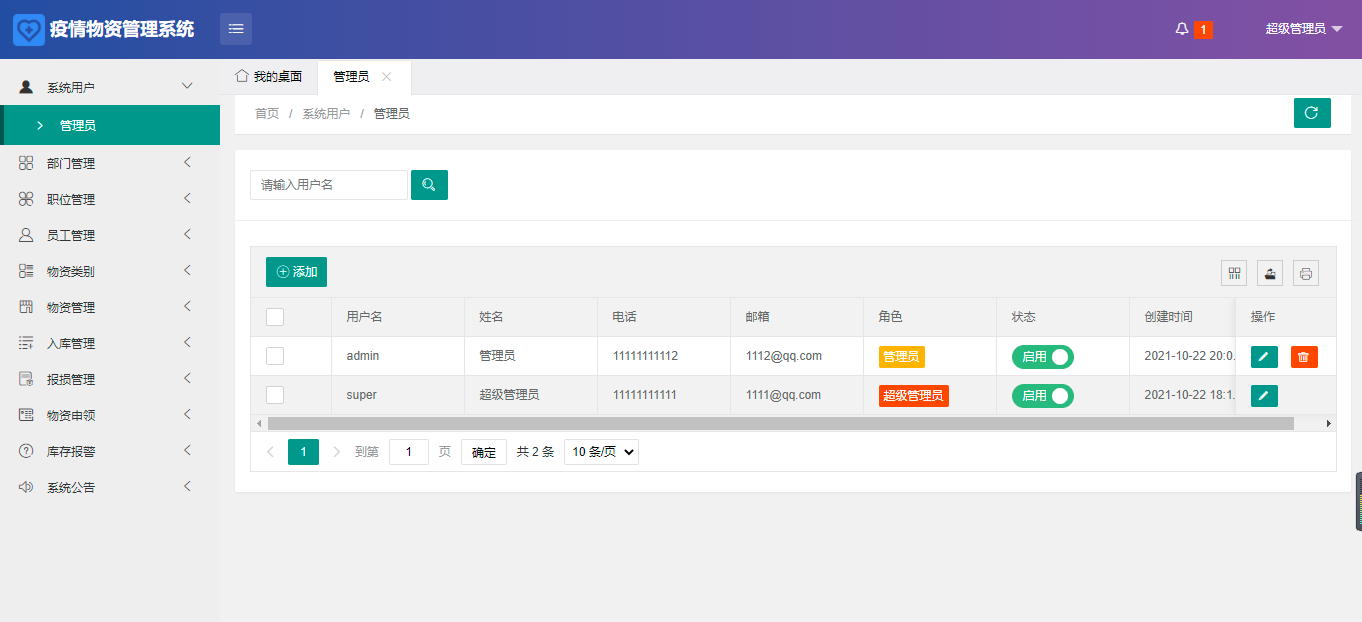 疫情物资管理系统
1
超级管理员
系统用户
管理员
部门管理
职位管理
员工管理
物资类别
物资管理
入库管理
报损管理
物资申领
库存报警
系统公告
我的桌面 管理员
首页 / 系统用户 / 管理员
请输入用户名
添加
用户名 姓名 电话 邮箱 角色 状态 创建时间 操作
admin 管理员 11111111112 1112@qq.com 管理员 启用 2021-10-22 20:0.
super 超级管理员 11111111111 1111@qq.com 超级管理员 启用 2021-10-22 18:1.
1 到第 1 页 确定 共 2 条 10 条/页